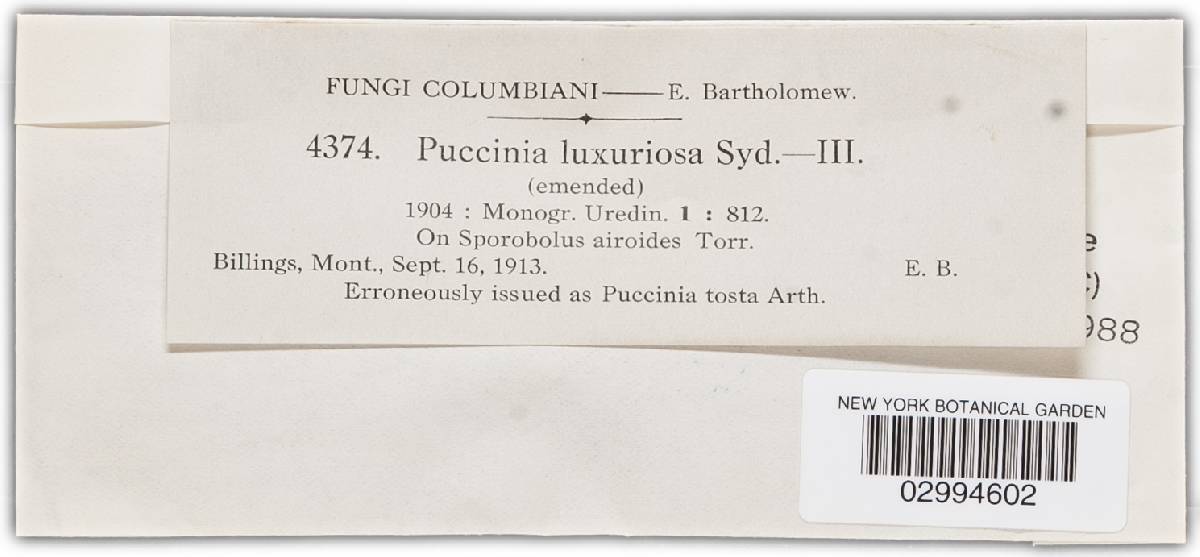 FUNGI COLUMBIANI——E. Bartholomew.
4374. Puccinia luxuriosa Syd.—III.
(emended)
1904 : Monogr. Uredin. 1 : 812.
On Sporobolus airoides Torr.
Billings, Mont., Sept. 16, 1913. E. B.
Erroneously issued as Puccinia tosta Arth.
988
NEW YORK BOTANICAL GARDEN
02994602